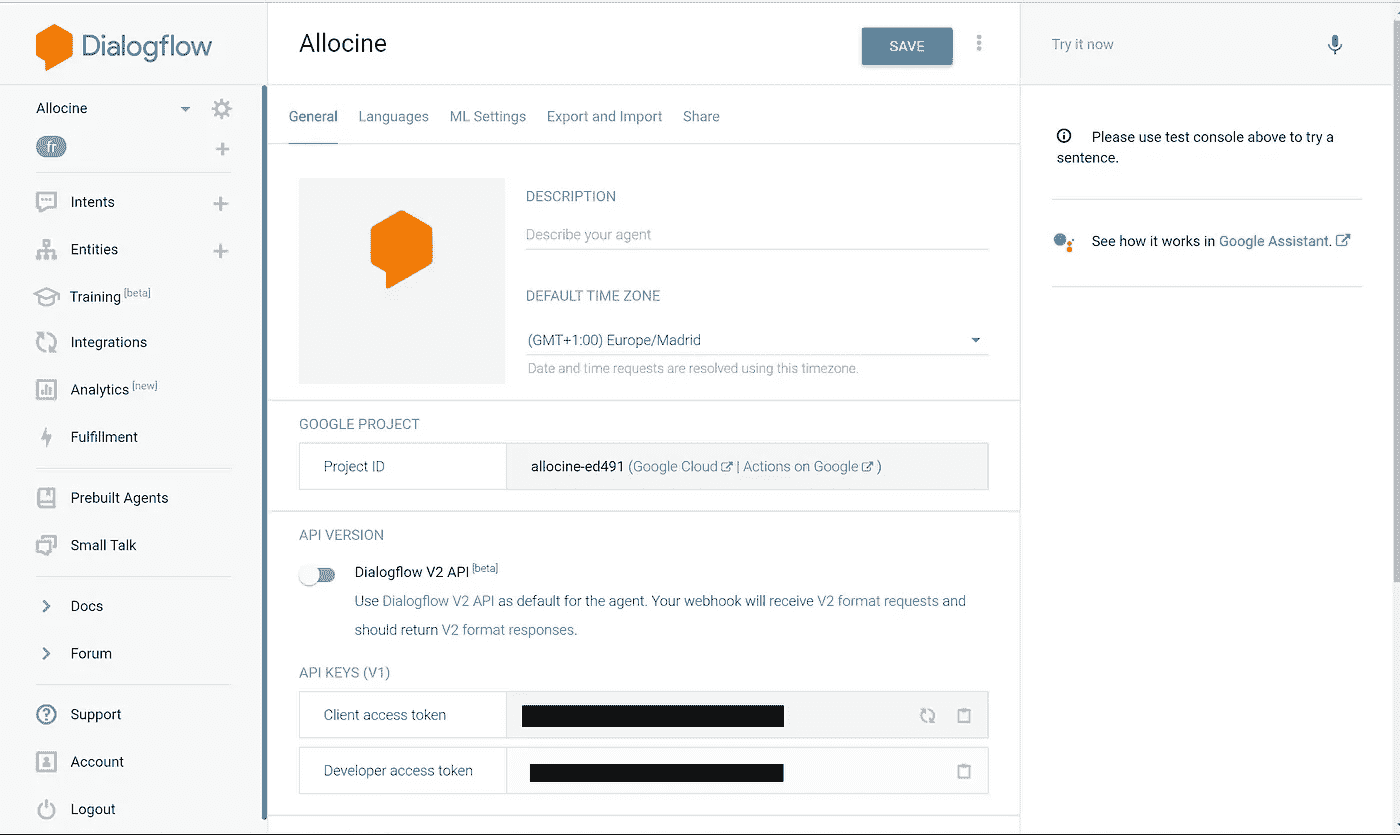 Dialogflow
Allocine
fr
Intents
Entities
Training [beta]
Integrations
Analytics [new]
Fulfillment
Prebuilt Agents
Small Talk
Docs
Forum
Support
Account
Logout
Allocine
SAVE
General Languages ML Settings Export and Import Share
DESCRIPTION
Describe your agent
DEFAULT TIME ZONE
(GMT+1:00) Europe/Madrid
Date and time requests are resolved using this timezone.
GOOGLE PROJECT
Project ID allocine-ed491 (Google Cloud | Actions on Google )
API VERSION
Dialogflow V2 API [beta]
Use Dialogflow V2 API as default for the agent. Your webhook will receive V2 format requests and
should return V2 format responses.
API KEYS (V1)
Client access token
Developer access token
Try it now
Please use test console above to try a
sentence.
See how it works in Google Assistant.